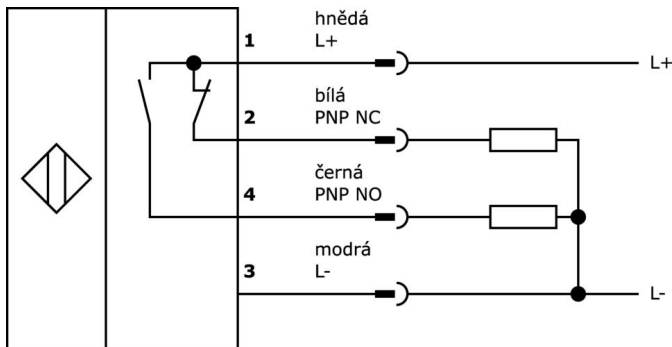 hnědá
1 L+ L+
bílá
2 PNP NC
černá
4 PNP NO
modrá
3 L- L-